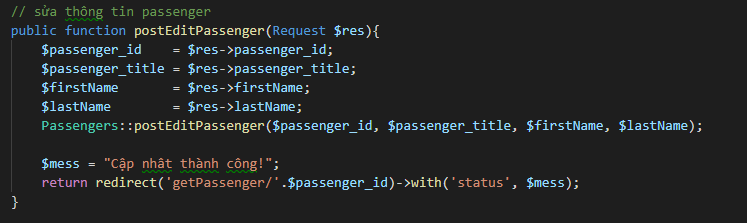 // sửa thông tin passenger
public function postEditPassenger(Request $res){
    $passenger_id    = $res->passenger_id;
    $passenger_title = $res->passenger_title;
    $firstName       = $res->firstName;
    $lastName        = $res->lastName;
    Passengers::postEditPassenger($passenger_id, $passenger_title, $firstName, $lastName);
    $mess = "Cập nhât thành công!";
    return redirect('getPassenger/'.$passenger_id)->with('status', $mess);
}